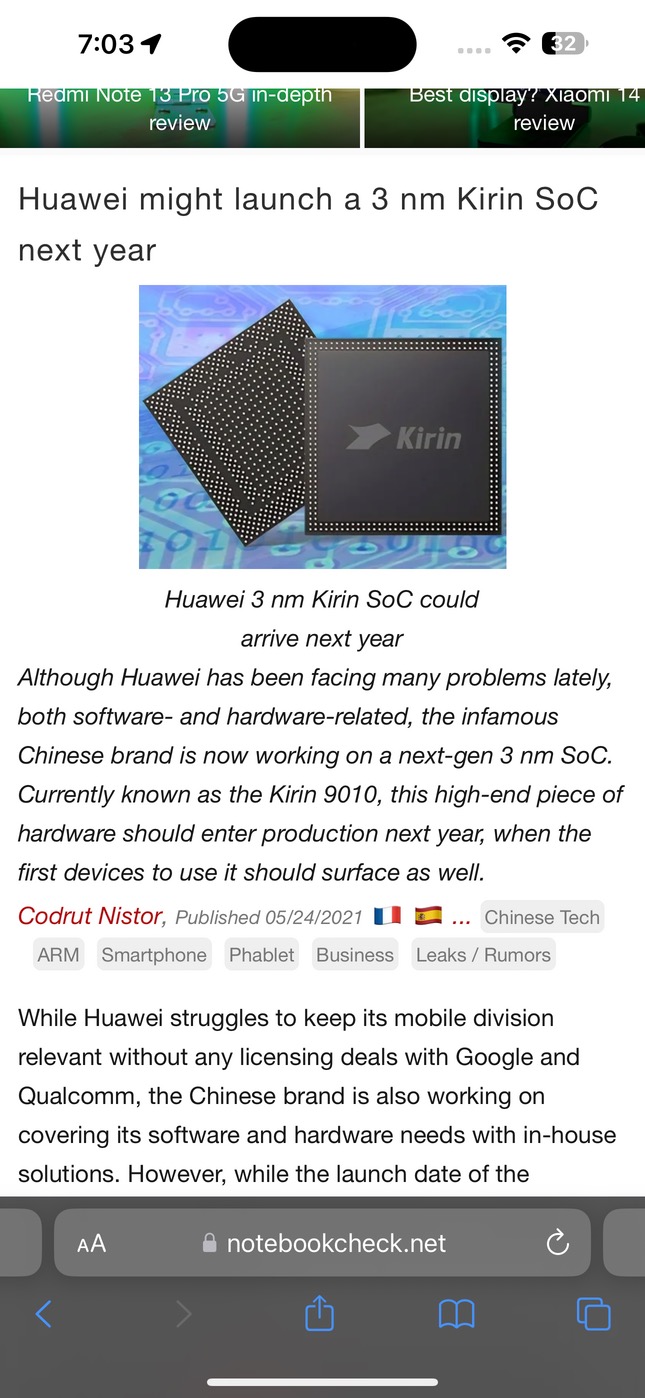 7:03
32
Redmi Note 13 Pro 5G in-depth
review
Best display? Xiaomi 14
review
Huawei might launch a 3 nm Kirin SoC
next year
Kirin
Huawei 3 nm Kirin SoC could
arrive next year
Although Huawei has been facing many problems lately,
both software- and hardware-related, the infamous
Chinese brand is now working on a next-gen 3 nm SoC.
Currently known as the Kirin 9010, this high-end piece of
hardware should enter production next year, when the
first devices to use it should surface as well.
Codrut Nistor, Published 05/24/2021 🇫🇷 🇪🇸 ... Chinese Tech
ARM Smartphone Phablet Business Leaks / Rumors
While Huawei struggles to keep its mobile division
relevant without any licensing deals with Google and
Qualcomm, the Chinese brand is also working on
covering its software and hardware needs with in-house
solutions. However, while the launch date of the
AA notebookcheck.net